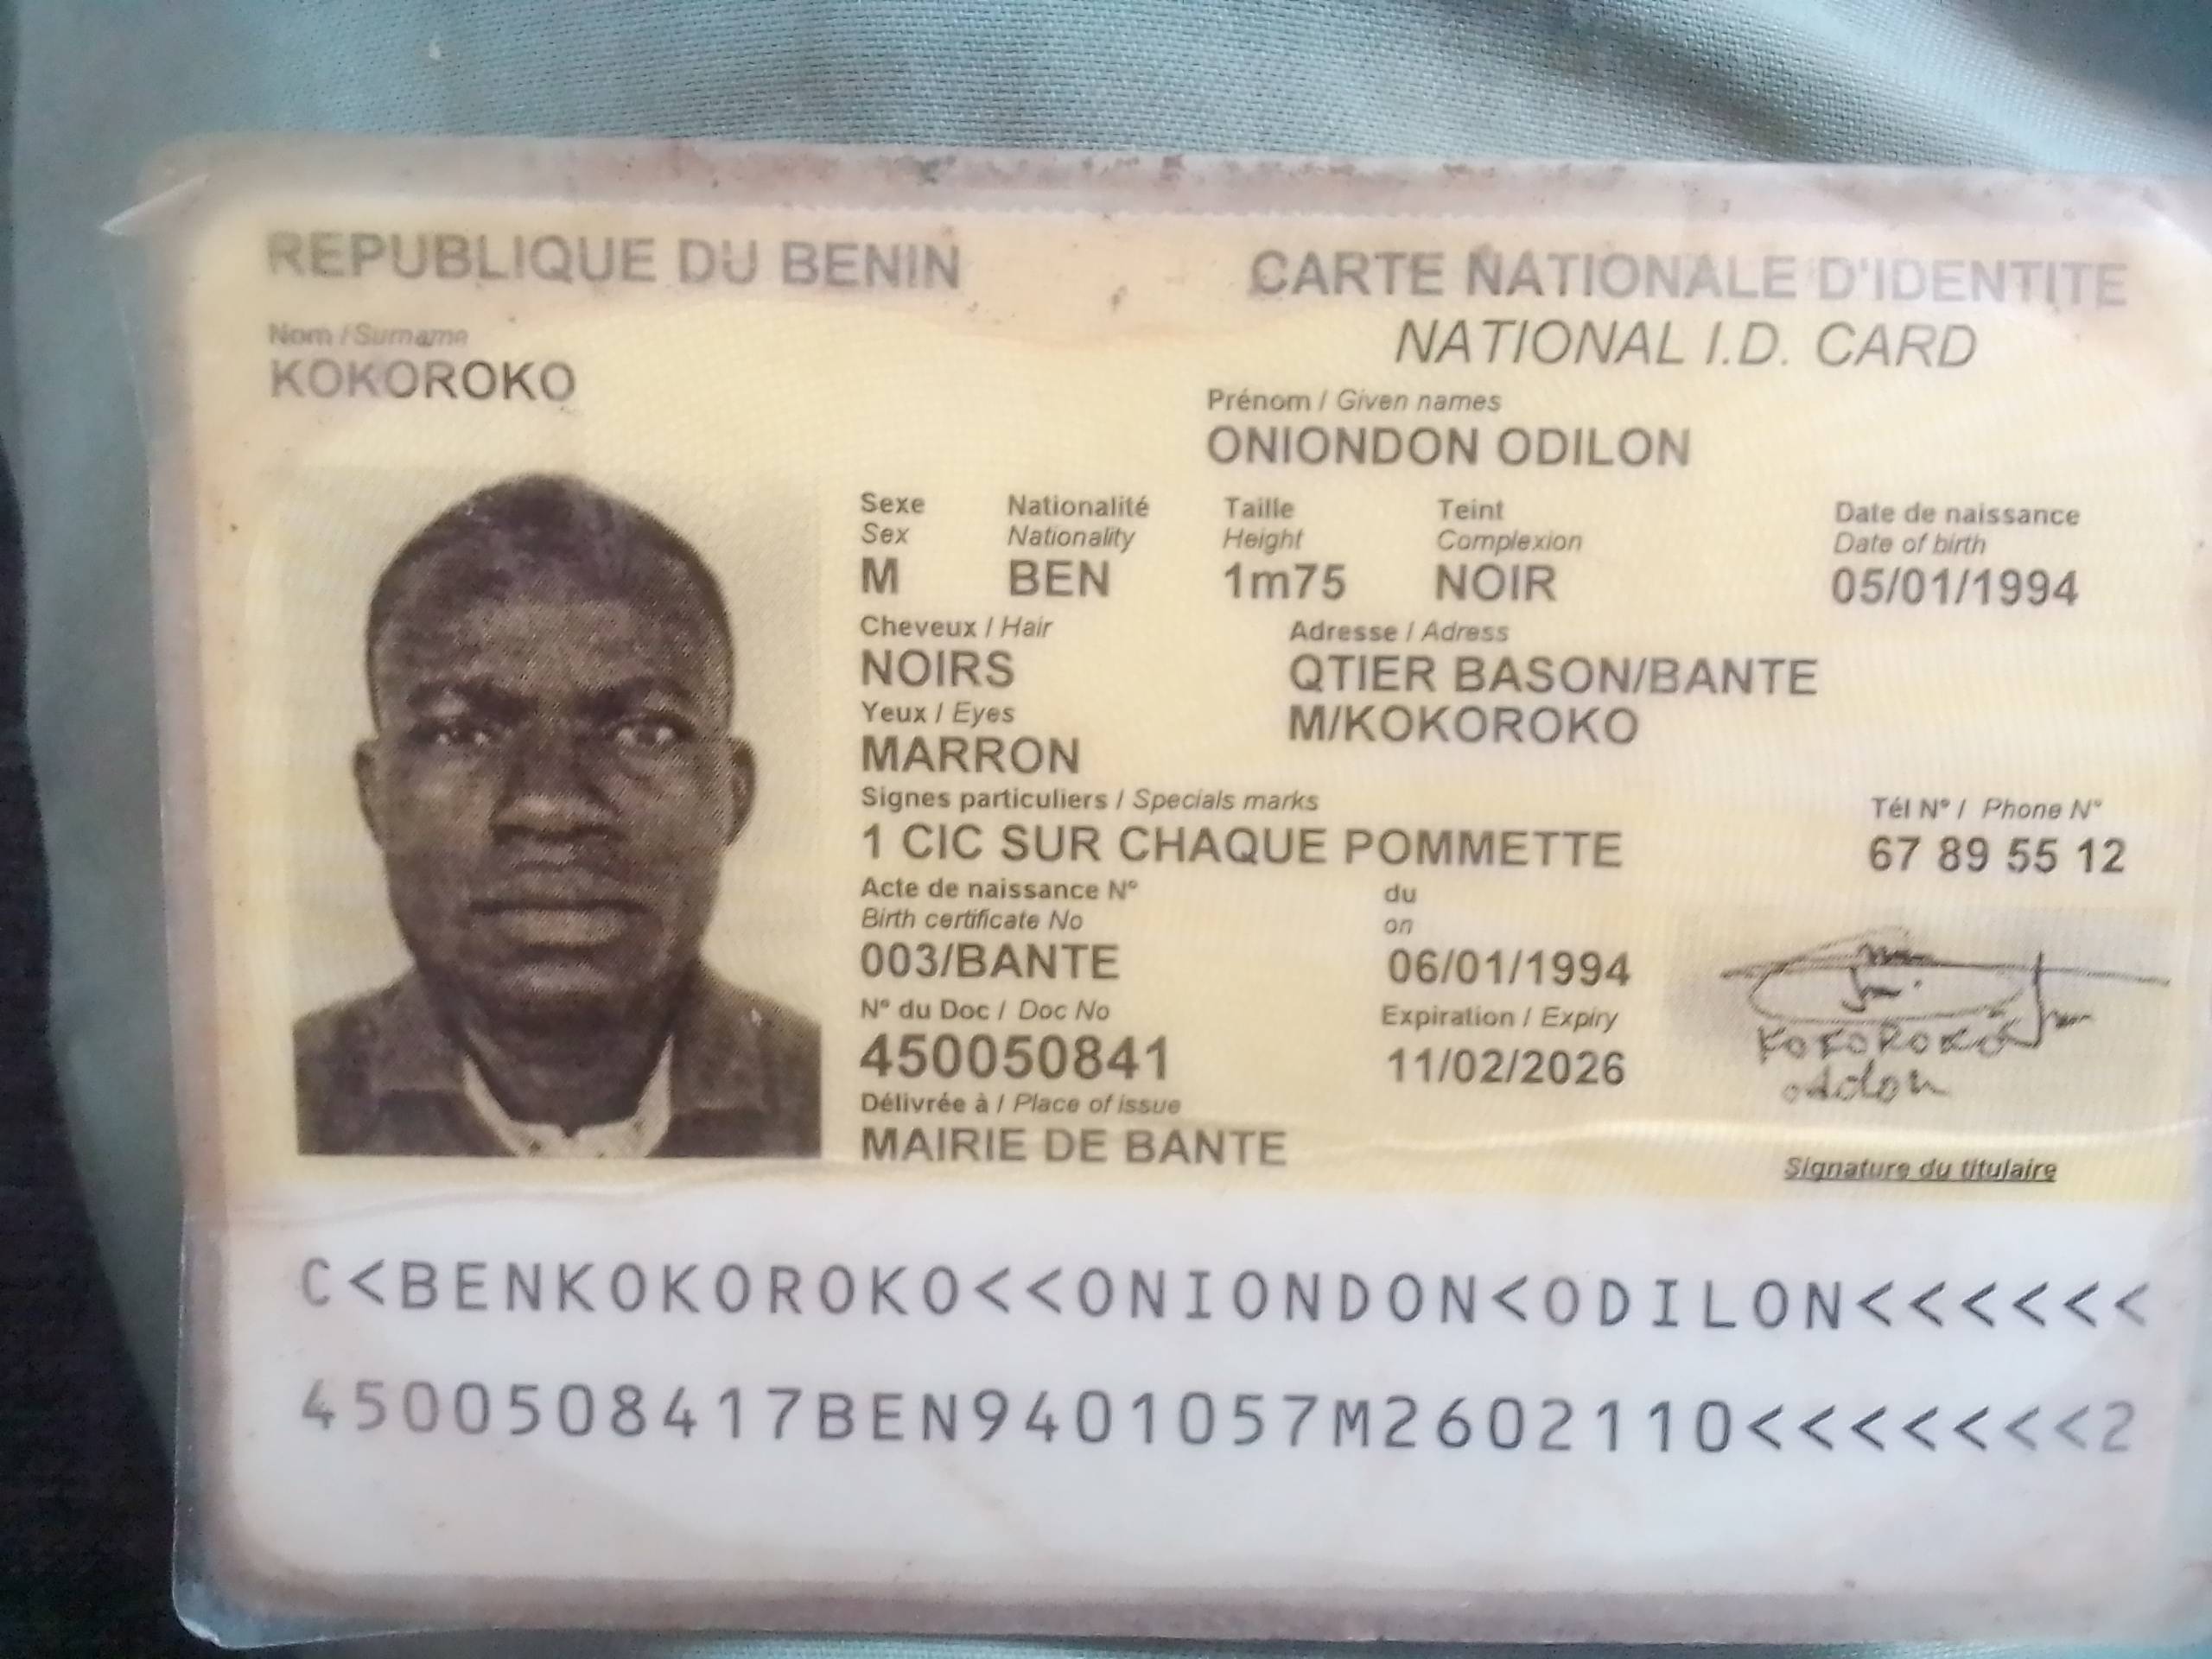 REPUBLIQUE DU BENIN
CARTE NATIONALE D'IDENTITE
NATIONAL I.D. CARD
Nom / Surname
KOKOROKO
Prénom / Given names
ONIONDON ODILON
Sexe Nationalité Taille Teint Date de naissance
Sex Nationality Height Complexion Date of birth
M BEN 1m75 NOIR 05/01/1994
Cheveux / Hair Adresse / Adress
NOIRS QTIER BASON/BANTE
Yeux / Eyes M/KOKOROKO
MARRON
Signes particuliers / Specials marks Tél N° / Phone N°
1 CIC SUR CHAQUE POMMETTE 67 89 55 12
Acte de naissance N° du
Birth certificate No on
003/BANTE 06/01/1994
N° du Doc / Doc No Expiration / Expiry
450050841 11/02/2026
KOKOROKO
odilon
Délivrée à / Place of issue
MAIRIE DE BANTE
Signature du titulaire
C<BENKOKOROKO<<ONIONDON<ODILON<<<<<<
4500508417BEN9401057M2602110<<<<<<<2